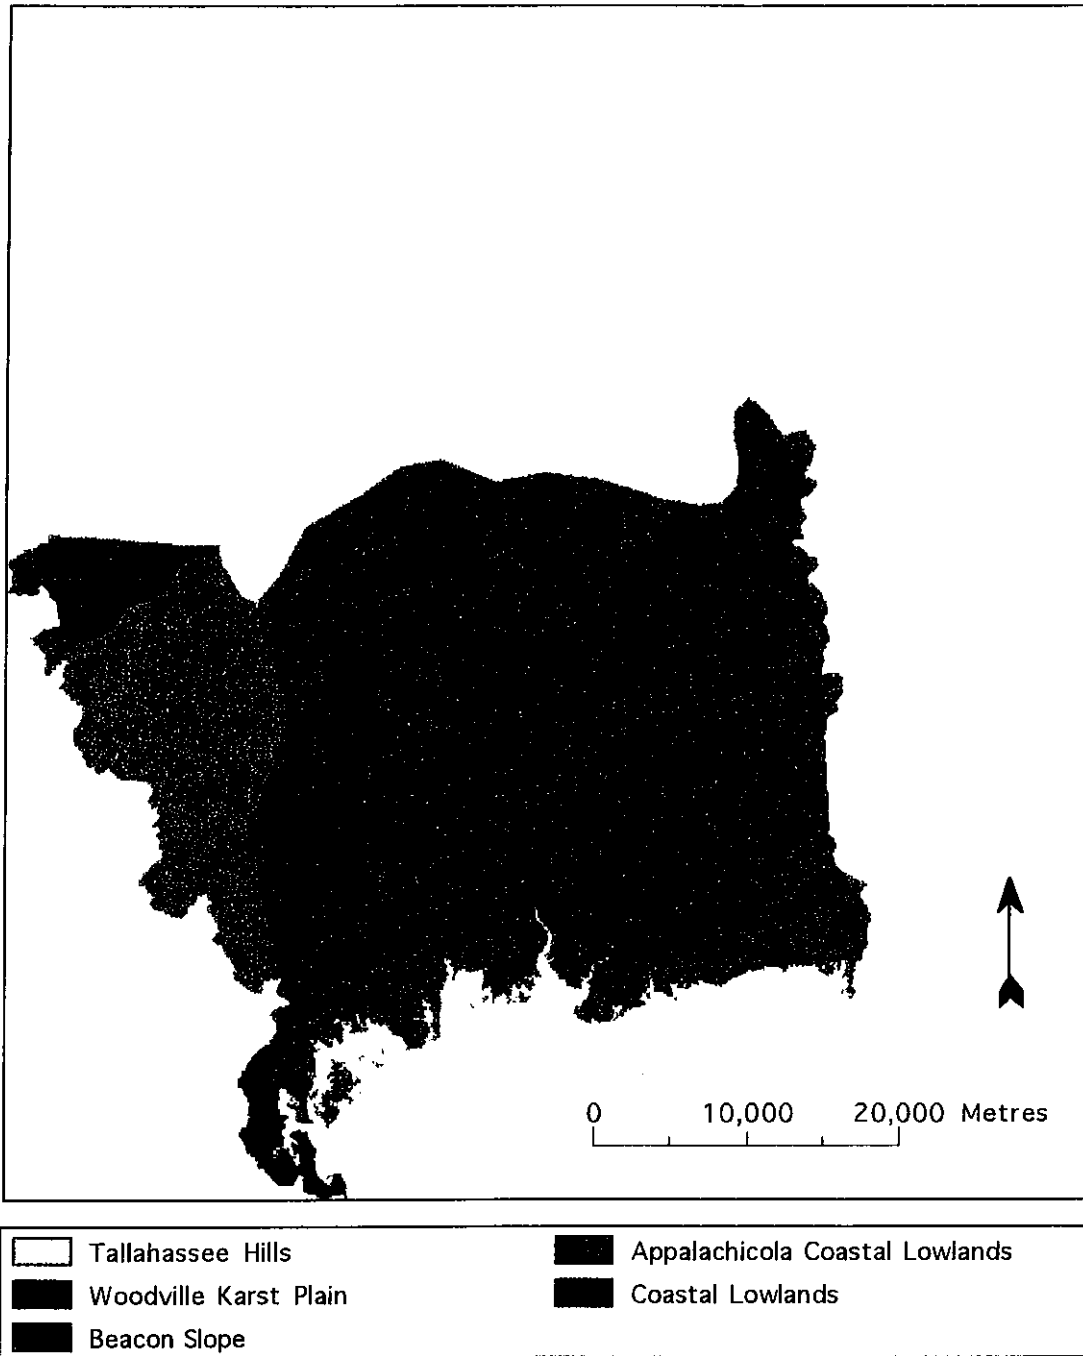 0 10,000 20,000 Metres
Tallahassee Hills
Woodville Karst Plain
Beacon Slope
Appalachicola Coastal Lowlands
Coastal Lowlands